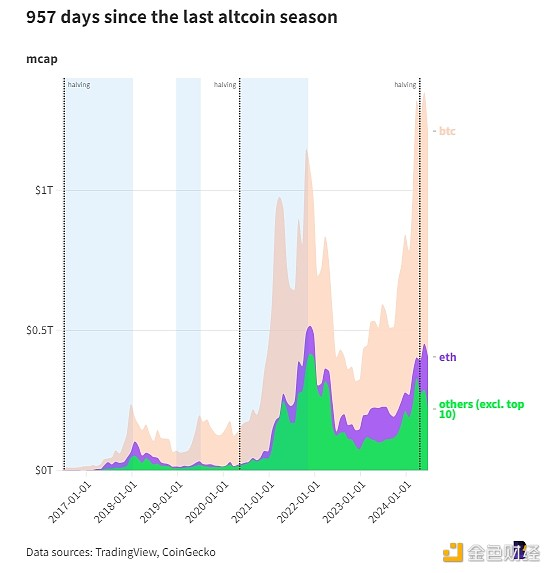 957 days since the last altcoin season
mcap
halving
halving
halving
btc
$1T
$0.5T
eth
others (excl. top
10)
$0T
2017-01-01
2018-01-01
2019-01-01
2020-01-01
2021-01-01
2022-01-01
2023-01-01
2024-01-01
Data sources: TradingView, CoinGecko
金色财经